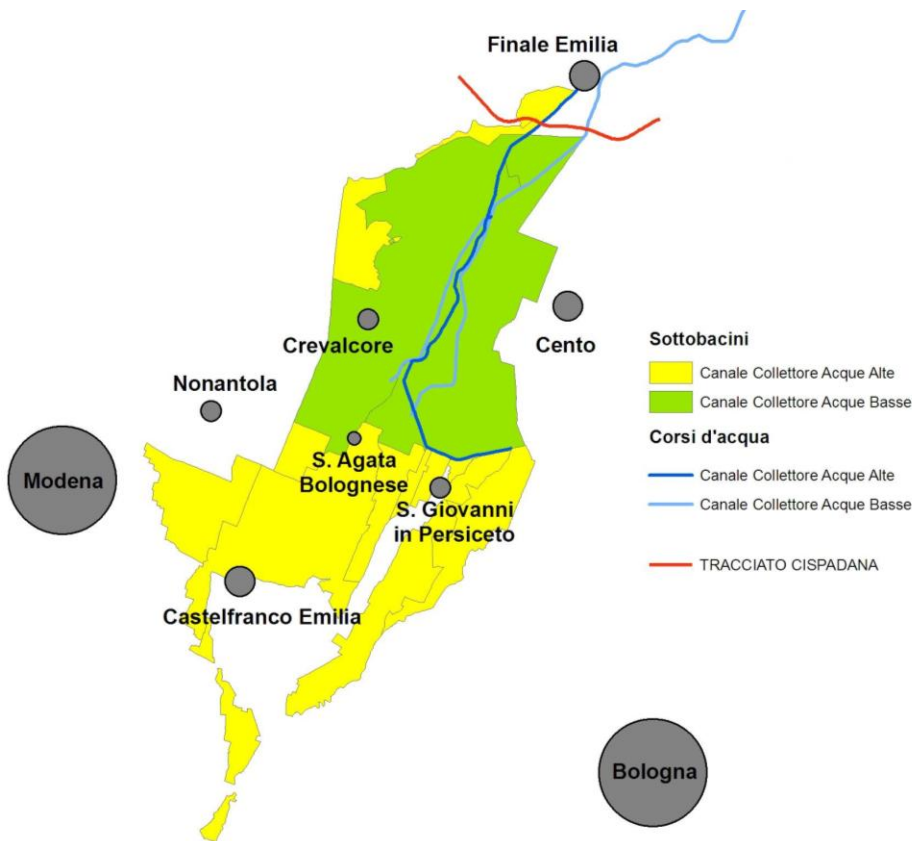 Finale Emilia
Crevalcore
Cento
Nonantola
Modena
S. Agata
Bolognese
S. Giovanni
in Persiceto
Castelfranco Emilia
Bologna
Sottobacini
Canale Collettore Acque Alte
Canale Collettore Acque Basse
Corsi d'acqua
Canale Collettore Acque Alte
Canale Collettore Acque Basse
TRACCIATO CISPADANA